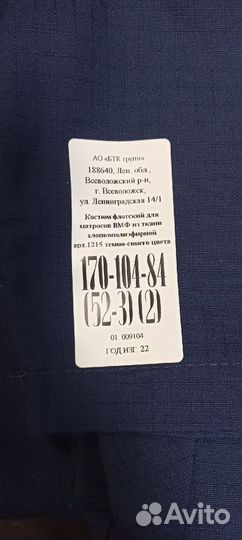 АО «БТК групп»
188640, Лен. обл.,
Всеволожский р-н,
г. Всеволожск,
ул. Ленинградская 14/1
Костюм флотский для
матросов ВМФ из ткани
хлопкополиэфирной
арт.1215 темно-синего цвета
170-104-84
(52-3) (2)
01 009104
ГОД ИЗГ. 22
Avito